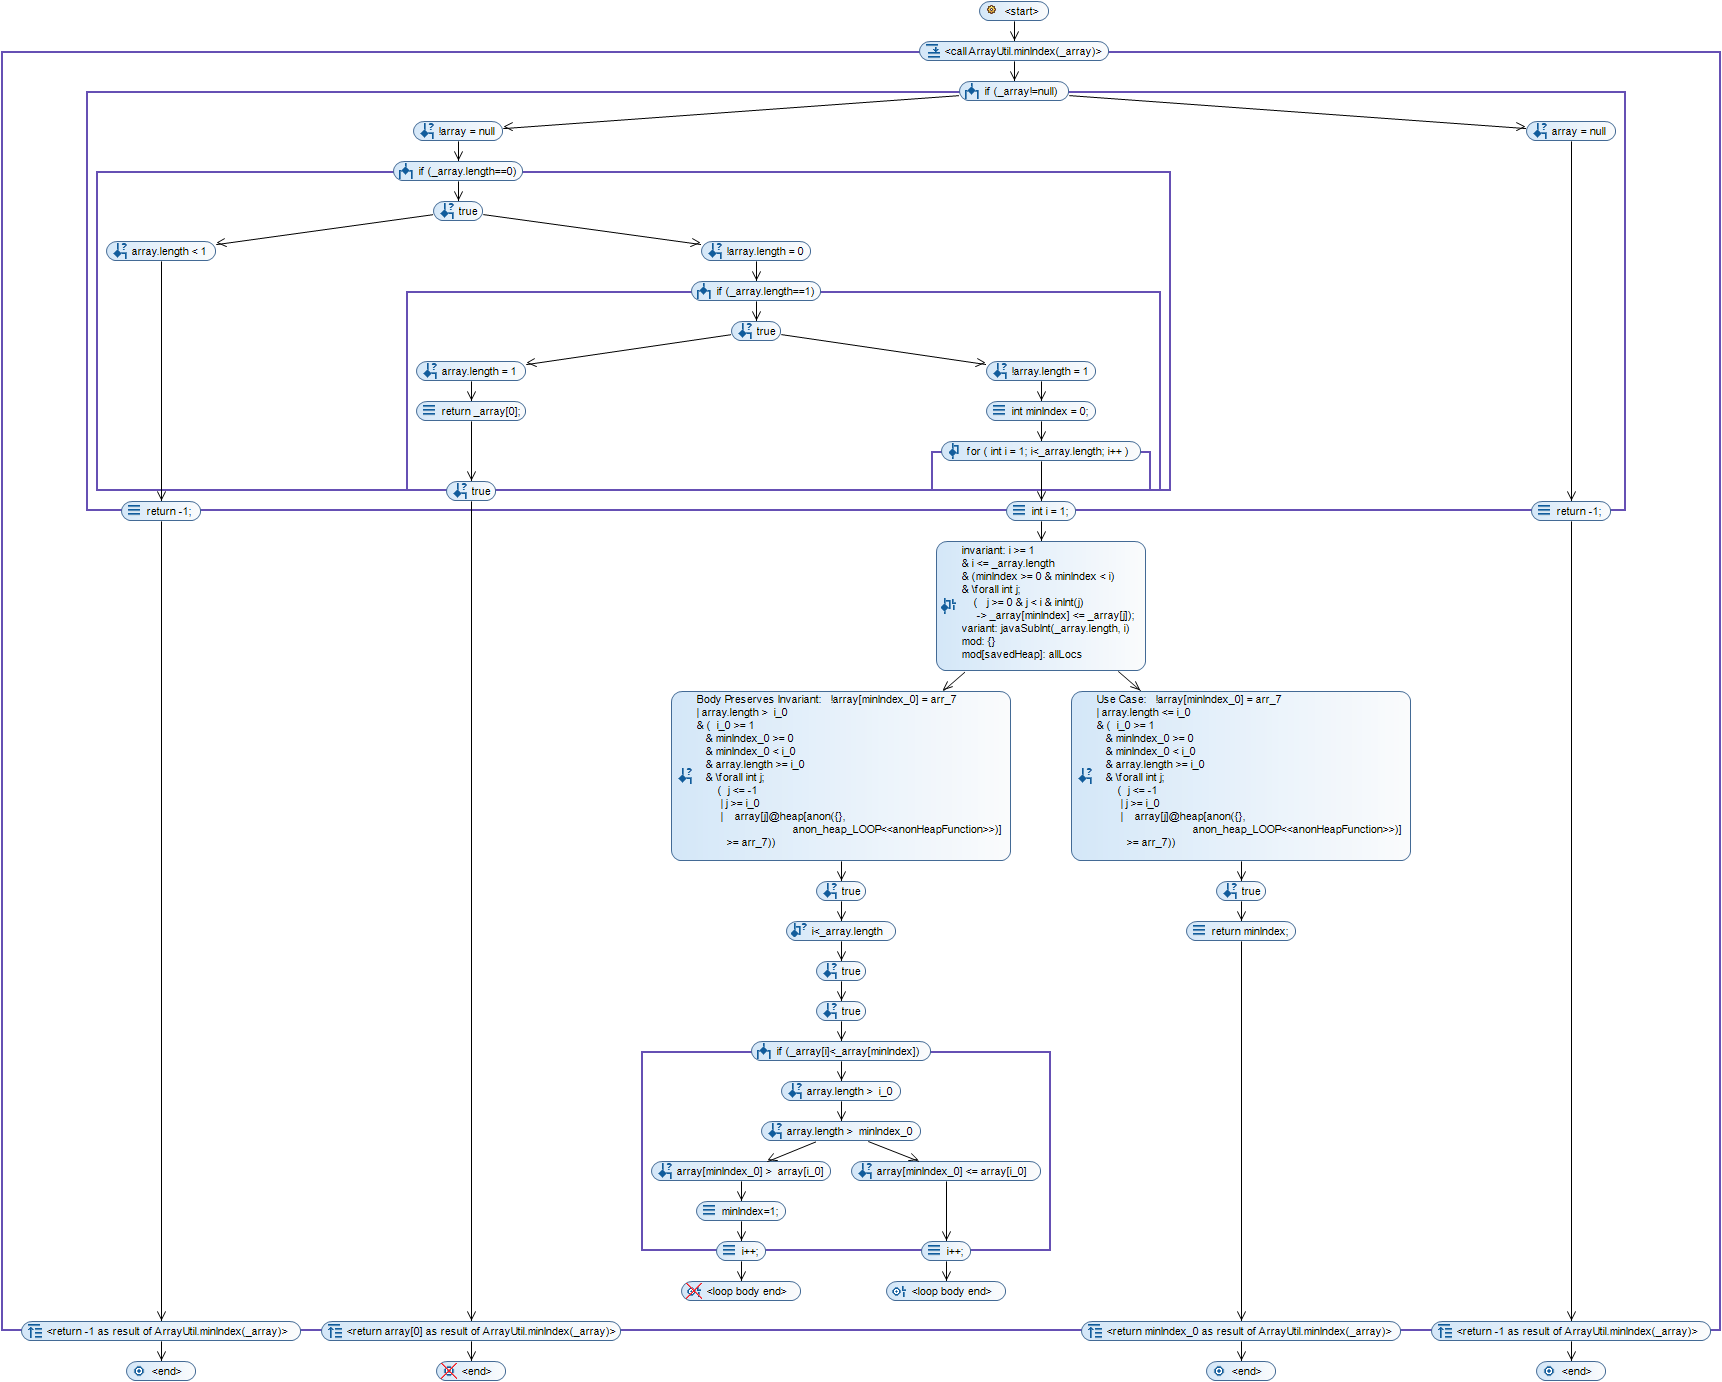 <start>
<call ArrayUtil.minIndex(_array)>
if (_array!=null)
!array = null
array = null
if (_array.length==0)
true
array.length < 1
!array.length = 0
if (_array.length==1)
true
array.length = 1
!array.length = 1
return _array[0];
int minIndex = 0;
for ( int i = 1; i<_array.length; i++ )
true
return -1;
int i = 1;
return -1;
invariant: i >= 1
& i <= _array.length
& (minIndex >= 0 & minIndex < i)
& \forall int j;
( j >= 0 & j < i & inInt(j)
-> _array[minIndex] <= _array[j]);
variant: javaSubInt(_array.length, i)
mod: {}
mod[savedHeap]: allLocs
Body Preserves Invariant: !array[minIndex_0] = arr_7
| array.length > i_0
& ( i_0 >= 1
& minIndex_0 >= 0
& minIndex_0 < i_0
& array.length >= i_0
& \forall int j;
( j <= -1
| j >= i_0
| array[j]@heap[anon({},
anon_heap_LOOP<<anonHeapFunction>>)]
>= arr_7))
Use Case: !array[minIndex_0] = arr_7
| array.length <= i_0
& ( i_0 >= 1
& minIndex_0 >= 0
& minIndex_0 < i_0
& array.length >= i_0
& \forall int j;
( j <= -1
| j >= i_0
| array[j]@heap[anon({},
anon_heap_LOOP<<anonHeapFunction>>)]
>= arr_7))
true
true
i<_array.length
return minIndex;
true
true
if (_array[i]<_array[minIndex])
array.length > i_0
array.length > minIndex_0
array[minIndex_0] > array[i_0]
array[minIndex_0] <= array[i_0]
minIndex=1;
i++;
i++;
<loop body end>
<loop body end>
<return -1 as result of ArrayUtil.minIndex(_array)>
<return array[0] as result of ArrayUtil.minIndex(_array)>
<return minIndex_0 as result of ArrayUtil.minIndex(_array)>
<return -1 as result of ArrayUtil.minIndex(_array)>
<end>
<end>
<end>
<end>